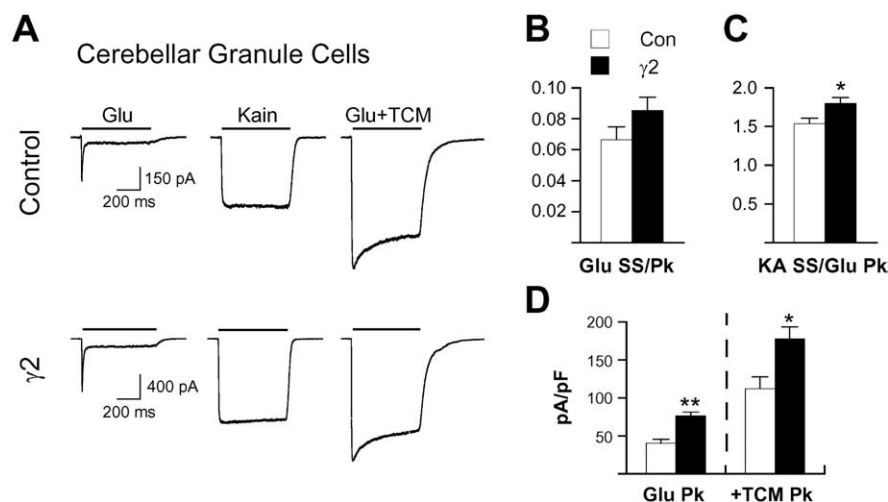 A
Cerebellar Granule Cells
Glu
Kain
Glu+TCM
Control
150 pA
200 ms
γ2
400 pA
200 ms
B
Con
γ2
0.10
0.08
0.06
0.04
0.02
Glu SS/Pk
C
2.0
*
1.5
1.0
0.5
KA SS/Glu Pk
D
200
150
100
50
pA/pF
**
*
Glu Pk
+TCM Pk